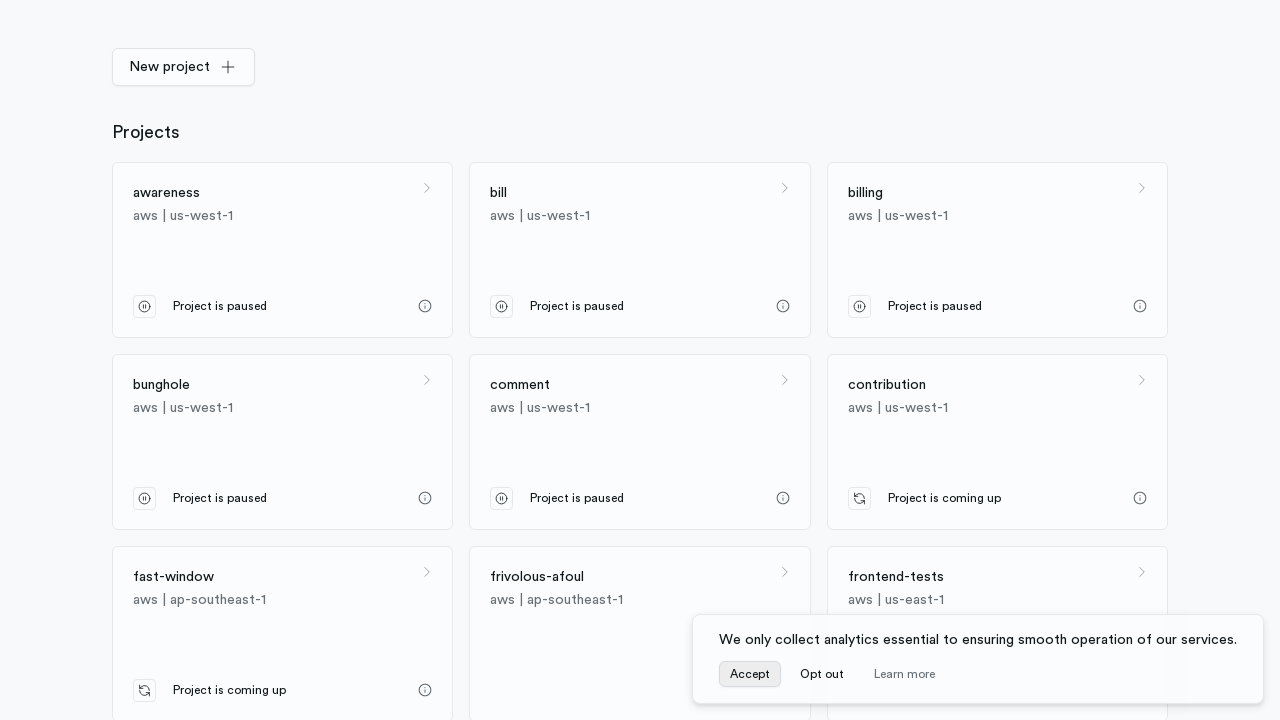 New project
Projects
awareness
aws | us-west-1
Project is paused
bill
aws | us-west-1
Project is paused
billing
aws | us-west-1
Project is paused
bunghole
aws | us-west-1
Project is paused
comment
aws | us-west-1
Project is paused
contribution
aws | us-west-1
Project is coming up
fast-window
aws | ap-southeast-1
Project is coming up
frivolous-afoul
aws | ap-southeast-1
frontend-tests
aws | us-east-1
We only collect analytics essential to ensuring smooth operation of our services.
Accept
Opt out
Learn more